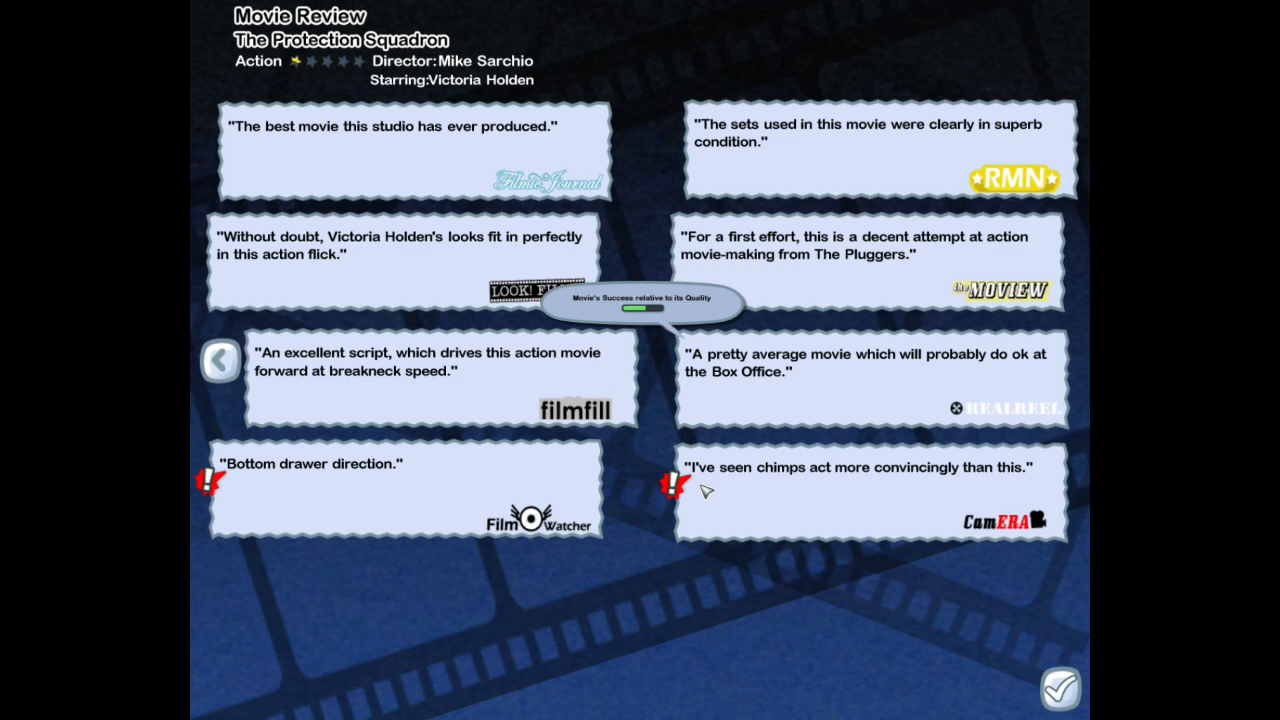 Movie Review
The Protection Squadron
Action Director:Mike Sarchio
Starring:Victoria Holden
"The best movie this studio has ever produced."
Filmic Journal
"The sets used in this movie were clearly in superb
condition."
RMN
"Without doubt, Victoria Holden's looks fit in perfectly
in this action flick."
LOOK!
"For a first effort, this is a decent attempt at action
movie-making from The Pluggers."
the MOVIEW
Movie's Success relative to its Quality
"An excellent script, which drives this action movie
forward at breakneck speed."
filmfill
"A pretty average movie which will probably do ok at
the Box Office."
REALREEL
"Bottom drawer direction."
Film Watcher
"I've seen chimps act more convincingly than this."
CamERA